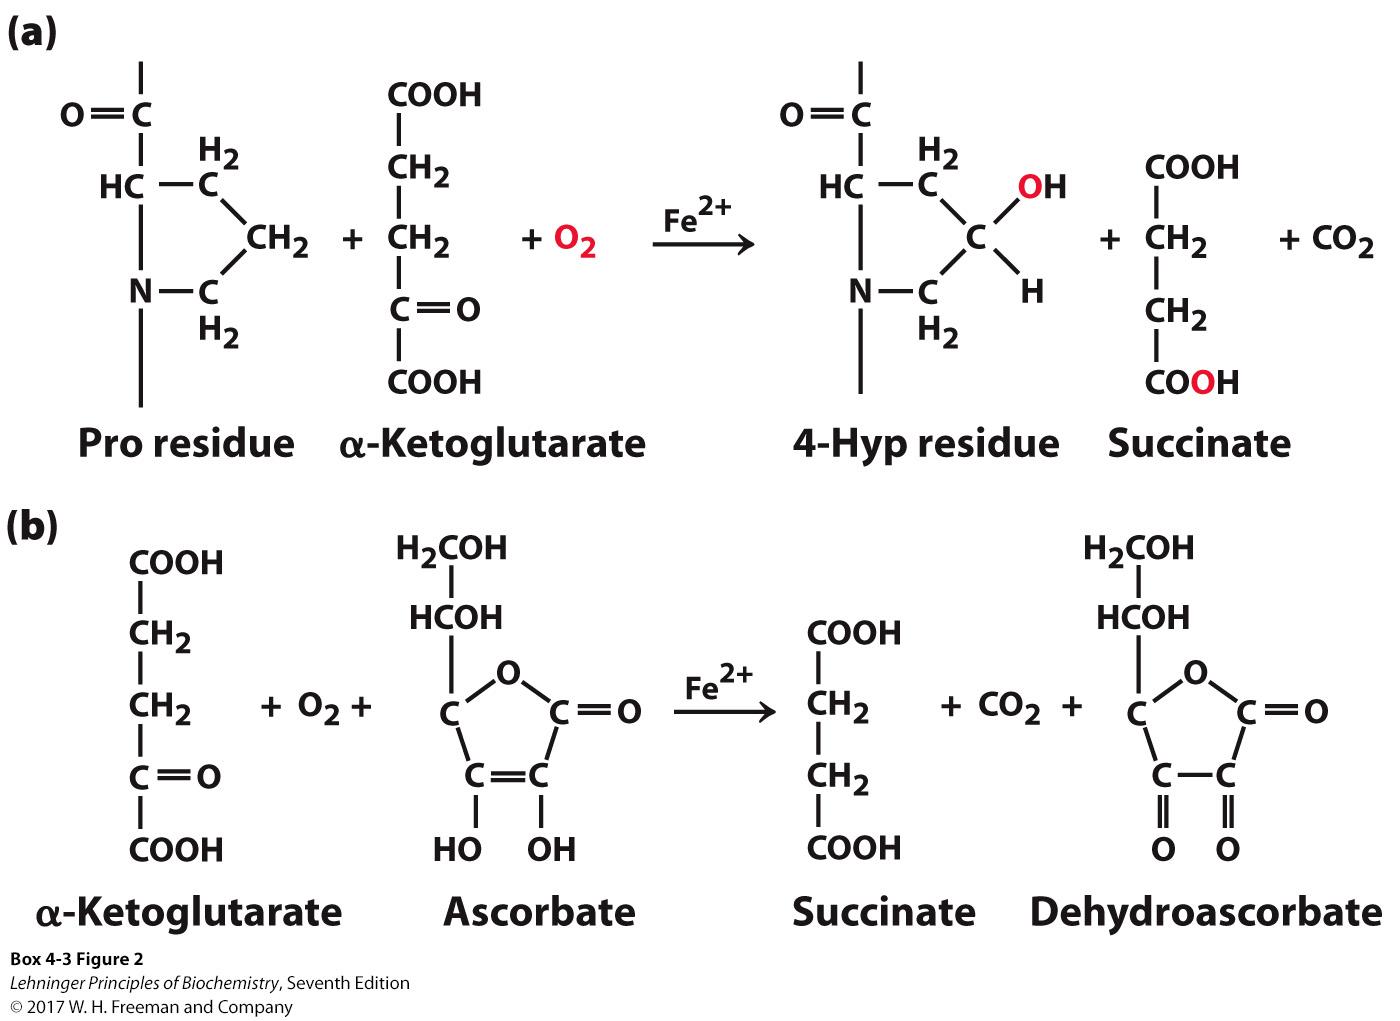 (a)
O=C
HC—C
H2
CH2
N—C
H2
+
COOH
CH2
CH2
C=O
COOH
+ O2
Fe2+
O=C
HC—C
H2
OH
C
H
N—C
H2
+
COOH
CH2
CH2
COOH
+ CO2
Pro residue α-Ketoglutarate 4-Hyp residue Succinate
(b)
COOH
CH2
CH2
C=O
COOH
+ O2 +
H2COH
HCOH
O
C C=O
C=C
HO OH
Fe2+
COOH
CH2
CH2
COOH
+ CO2 +
H2COH
HCOH
O
C C=O
C—C
O O
α-Ketoglutarate Ascorbate Succinate Dehydroascorbate
Box 4-3 Figure 2
Lehninger Principles of Biochemistry, Seventh Edition
© 2017 W. H. Freeman and Company